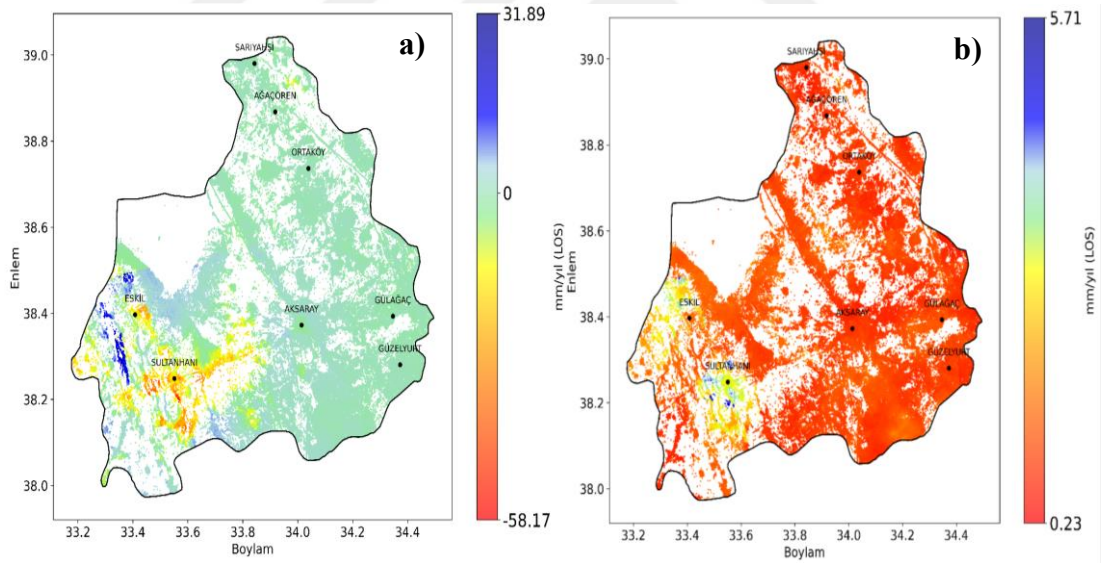 a)
39.0
38.8
38.6
38.4
38.2
38.0
Enlem
SARIYAHŞİ
AĞAÇÖREN
ORTAKÖY
ESKİL
AKSARAY
GÜLAĞAÇ
GÜZELYURT
SULTANHANI
33.2 33.4 33.6 33.8 34.0 34.2 34.4
Boylam
31.89
0
-58.17
mm/yıl (LOS)
b)
39.0
38.8
38.6
38.4
38.2
38.0
Enlem
SARIYAHŞİ
AĞAÇÖREN
ORTAKÖY
ESKİL
AKSARAY
GÜLAĞAÇ
GÜZELYURT
SULTANHANI
33.2 33.4 33.6 33.8 34.0 34.2 34.4
Boylam
5.71
0.23
mm/yıl (LOS)